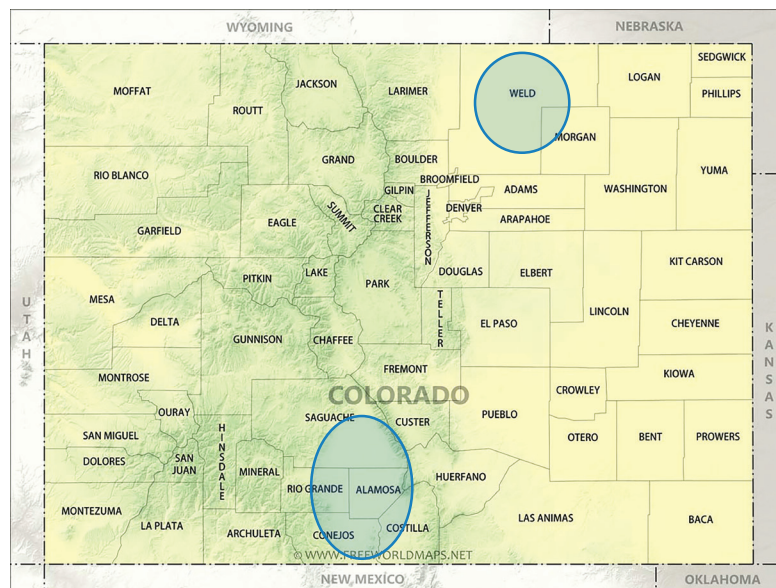 WYOMING
NEBRASKA
SEDGWICK
MOFFAT
JACKSON
LARIMER
WELD
LOGAN
PHILLIPS
ROUTT
MORGAN
RIO BLANCO
GRAND
BOULDER
YUMA
BROOMFIELD
GILPIN
ADAMS
WASHINGTON
SUMMIT
CLEAR
CREEK
JEFFERSON
DENVER
ARAPAHOE
GARFIELD
EAGLE
KIT CARSON
PITKIN
LAKE
PARK
DOUGLAS
ELBERT
UTAH
MESA
TELLER
LINCOLN
DELTA
EL PASO
CHEYENNE
KANSAS
GUNNISON
CHAFFEE
FREMONT
KIOWA
MONTROSE
CROWLEY
COLORADO
OURAY
SAGUACHE
CUSTER
PUEBLO
SAN MIGUEL
HINSDALE
OTERO
BENT
PROWERS
DOLORES
SAN
JUAN
MINERAL
RIO GRANDE
ALAMOSA
HUERFANO
MONTEZUMA
LA PLATA
ARCHULETA
CONEJOS
COSTILLA
LAS ANIMAS
BACA
© WWW.FREEWORLDMAPS.NET
NEW MEXICO
OKLAHOMA